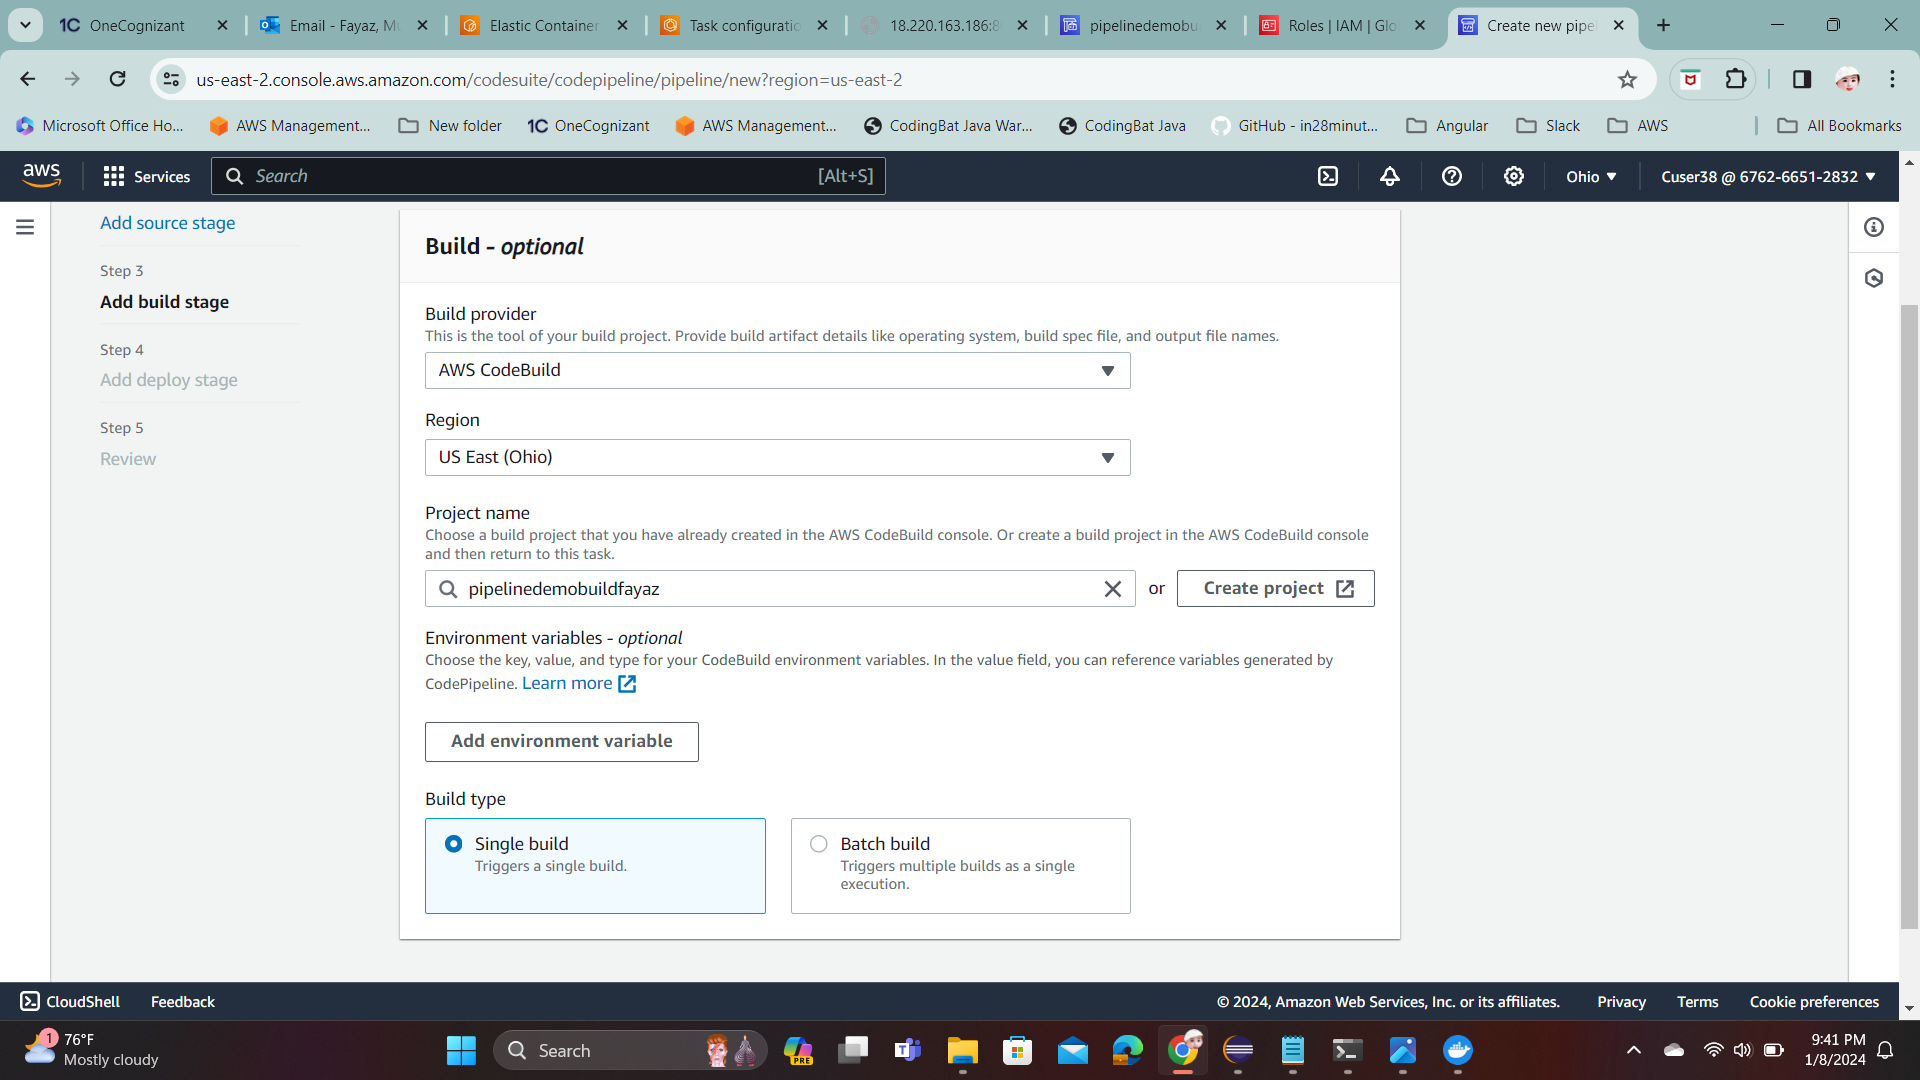 OneCognizant
Email - Fayaz, Mu
Elastic Container
Task configuratio
18.220.163.186:8
pipelinedemobu
Roles | IAM | Glo
Create new pipel
us-east-2.console.aws.amazon.com/codesuite/codepipeline/pipeline/new?region=us-east-2
Microsoft Office Ho...
AWS Management...
New folder
OneCognizant
AWS Management...
CodingBat Java War...
CodingBat Java
GitHub - in28minut...
Angular
Slack
AWS
All Bookmarks
aws
Services
Search
[Alt+S]
Ohio
Cuser38 @ 6762-6651-2832
Add source stage
Step 3
Add build stage
Step 4
Add deploy stage
Step 5
Review
Build - optional
Build provider
This is the tool of your build project. Provide build artifact details like operating system, build spec file, and output file names.
AWS CodeBuild
Region
US East (Ohio)
Project name
Choose a build project that you have already created in the AWS CodeBuild console. Or create a build project in the AWS CodeBuild console
and then return to this task.
pipelinedemobuildfayaz
or
Create project
Environment variables - optional
Choose the key, value, and type for your CodeBuild environment variables. In the value field, you can reference variables generated by
CodePipeline. Learn more
Add environment variable
Build type
Single build
Triggers a single build.
Batch build
Triggers multiple builds as a single
execution.
CloudShell
Feedback
© 2024, Amazon Web Services, Inc. or its affiliates.
Privacy
Terms
Cookie preferences
1
76°F
Mostly cloudy
Search
PRE
9:41 PM
1/8/2024